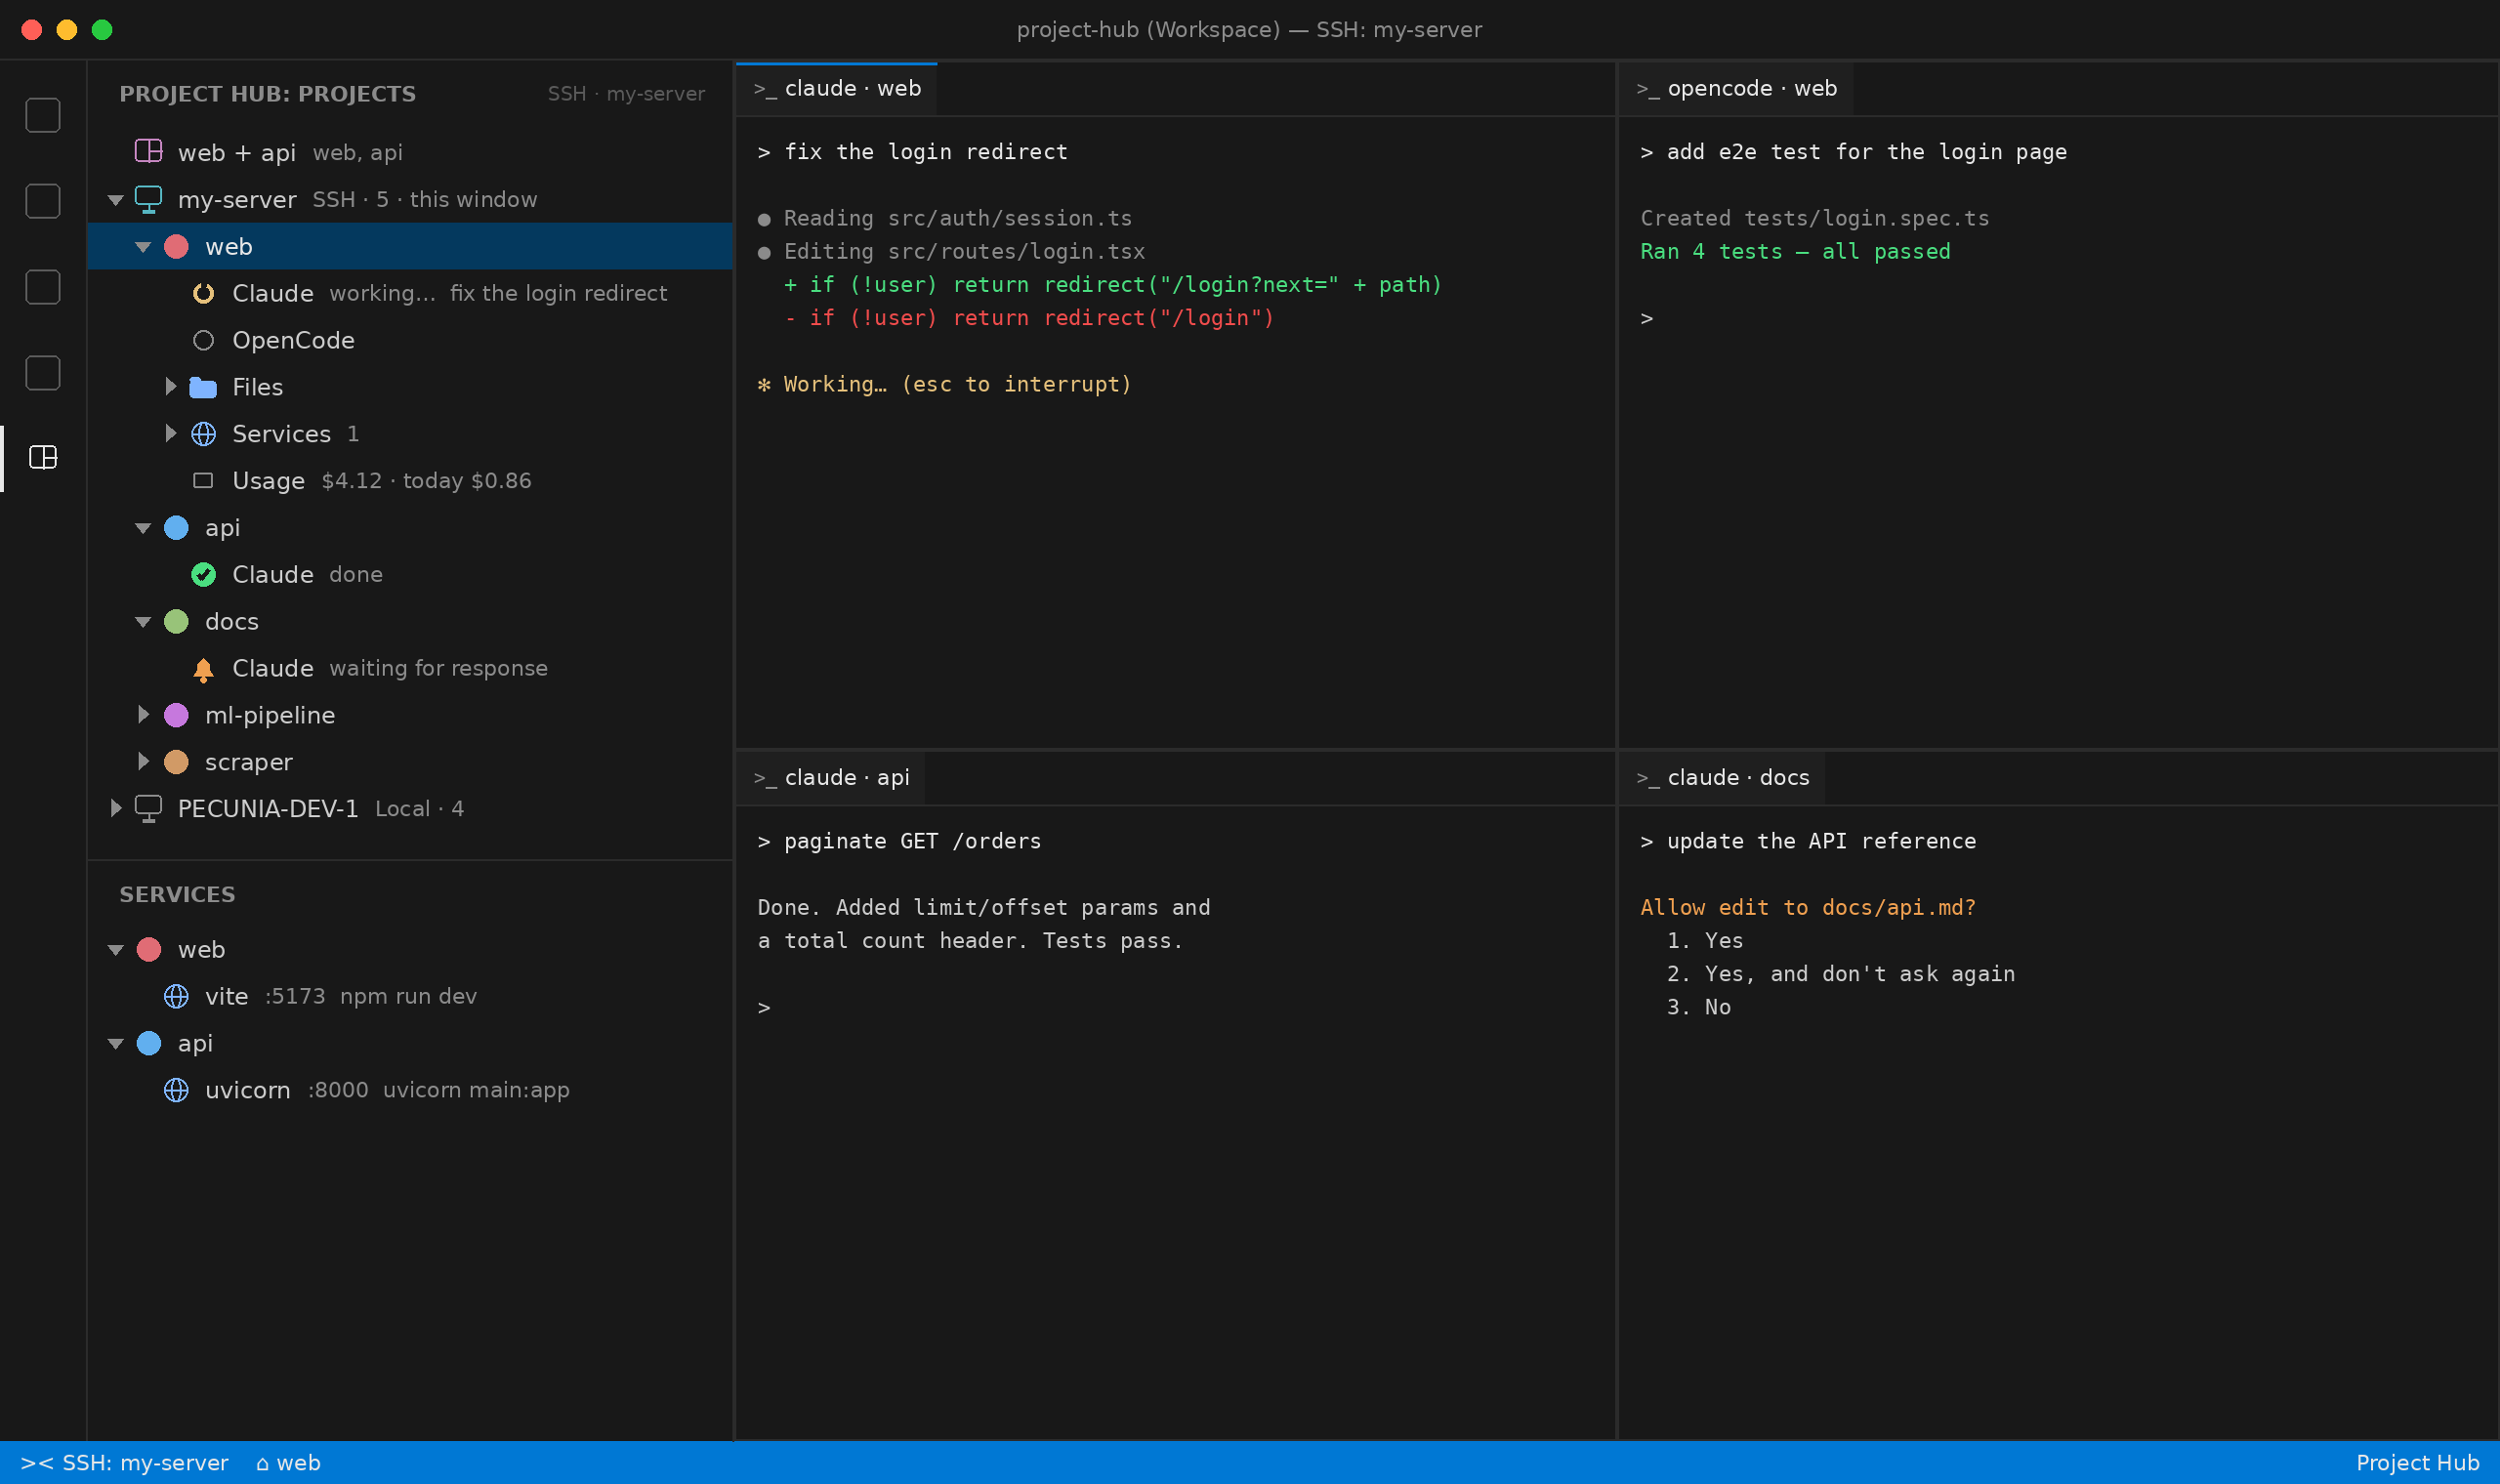 project-hub (Workspace) — SSH: my-server
PROJECT HUB: PROJECTS SSH · my-server
web + api web, api
my-server SSH · 5 · this window
web
Claude working... fix the login redirect
OpenCode
Files
Services 1
Usage $4.12 · today $0.86
api
Claude done
docs
Claude waiting for response
ml-pipeline
scraper
PECUNIA-DEV-1 Local · 4
SERVICES
web
vite :5173 npm run dev
api
uvicorn :8000 uvicorn main:app
>_ claude · web
> fix the login redirect
● Reading src/auth/session.ts
● Editing src/routes/login.tsx
+ if (!user) return redirect("/login?next=" + path)
- if (!user) return redirect("/login")
✻ Working… (esc to interrupt)
>_ opencode · web
> add e2e test for the login page
Created tests/login.spec.ts
Ran 4 tests — all passed
>
>_ claude · api
> paginate GET /orders
Done. Added limit/offset params and
a total count header. Tests pass.
>
>_ claude · docs
> update the API reference
Allow edit to docs/api.md?
1. Yes
2. Yes, and don't ask again
3. No
>< SSH: my-server ⌂ web Project Hub